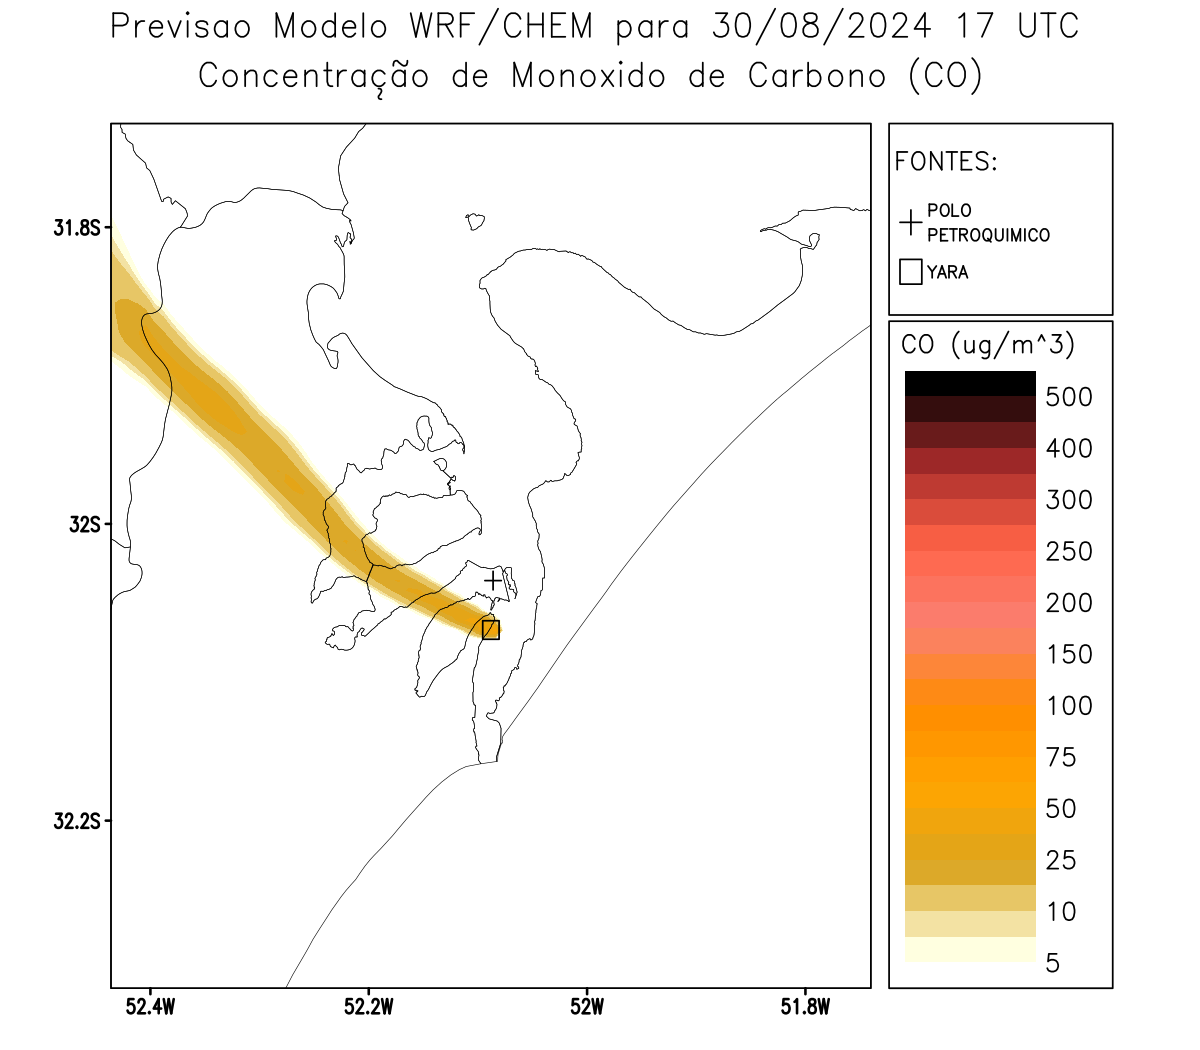 Previsao Modelo WRF/CHEM para 30/08/2024 17 UTC
Concentração de Monoxido de Carbono (CO)
FONTES:
POLO
PETROQUIMICO
YARA
CO (ug/m^3)
500
400
300
250
200
150
100
75
50
25
10
5
31.8S
32S
32.2S
52.4W
52.2W
52W
51.8W